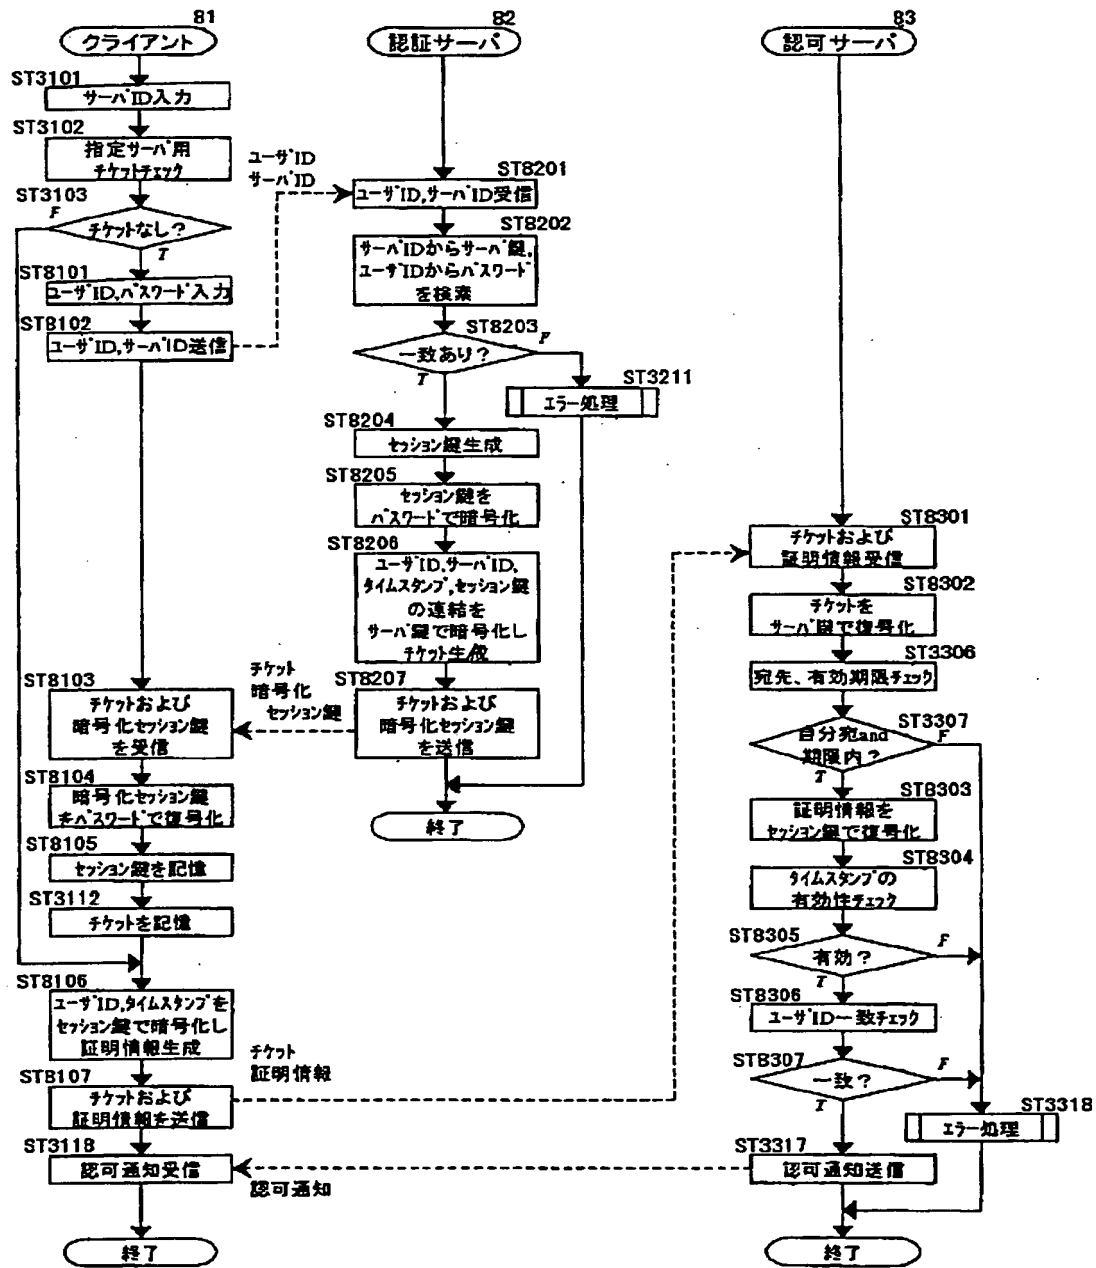 81
クライアント
ST3101
サーバID入力
ST3102
指定サーバ用
チケットチェック
ST3103
F
チケットなし?
T
ST8101
ユーザID,パスワード入力
ST8102
ユーザID,サーバID送信
ユーザID
サーバID
ST8103
チケットおよび
暗号化セッション鍵
を受信
ST8104
暗号化セッション鍵
をパスワードで復号化
ST8105
セッション鍵を記憶
ST3112
チケットを記憶
ST8106
ユーザID,タイムスタンプを
セッション鍵で暗号化し
証明情報生成
ST8107
チケットおよび
証明情報を送信
ST3118
認可通知受信
終了
82
認証サーバ
ST8201
ユーザID,サーバID受信
ST8202
サーバIDからサーバ鍵,
ユーザIDからパスワード
を検索
ST8203
一致あり?
F
T
ST3211
エラー処理
ST8204
セッション鍵生成
ST8205
セッション鍵を
パスワードで暗号化
ST8206
ユーザID,サーバID,
タイムスタンプ,セッション鍵
の連結を
サーバ鍵で暗号化し
チケット生成
ST8207
チケットおよび
暗号化セッション鍵
を送信
チケット
暗号化
セッション鍵
終了
チケット
証明情報
認可通知
83
認可サーバ
ST8301
チケットおよび
証明情報受信
ST8302
チケットを
サーバ鍵で復号化
ST3306
宛先、有効期限チェック
ST3307
自分宛and
期限内?
F
T
ST8303
証明情報を
セッション鍵で復号化
ST8304
タイムスタンプの
有効性チェック
ST8305
有効?
F
T
ST8306
ユーザID一致チェック
ST8307
一致?
F
T
ST3318
エラー処理
ST3317
認可通知送信
終了